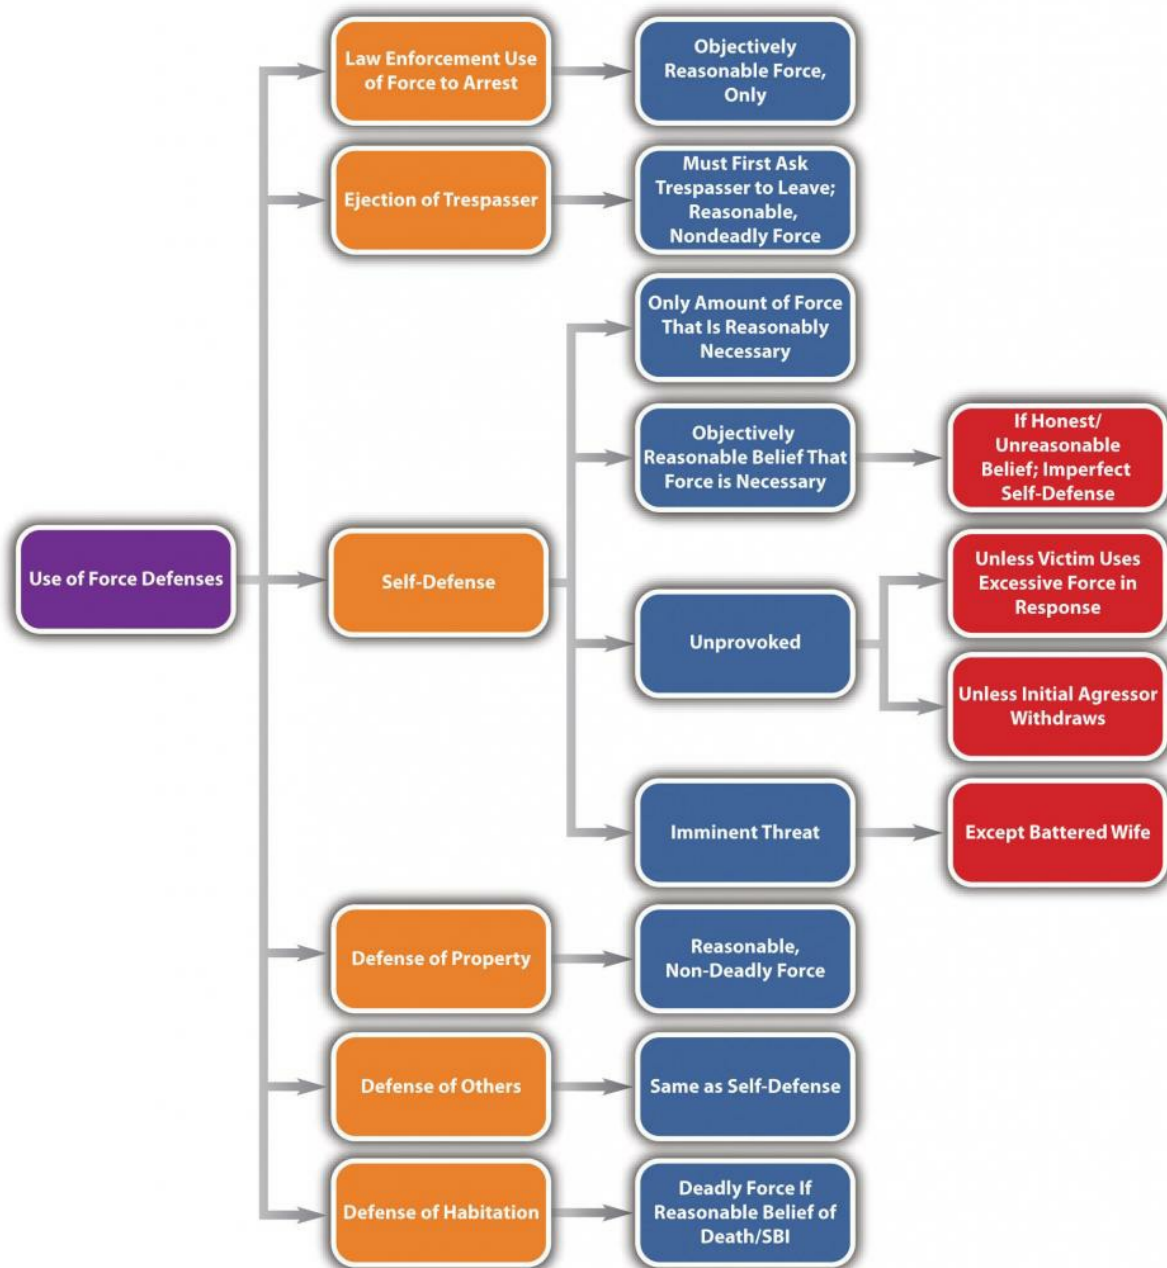 Law Enforcement Use
of Force to Arrest
Objectively
Reasonable Force,
Only
Ejection of Trespasser
Must First Ask
Trespasser to Leave;
Reasonable,
Nondeadly Force
Only Amount of Force
That Is Reasonably
Necessary
Objectively
Reasonable Belief That
Force is Necessary
If Honest/
Unreasonable
Belief; Imperfect
Self-Defense
Use of Force Defenses
Self-Defense
Unprovoked
Unless Victim Uses
Excessive Force in
Response
Unless Initial Agressor
Withdraws
Imminent Threat
Except Battered Wife
Defense of Property
Reasonable,
Non-Deadly Force
Defense of Others
Same as Self-Defense
Defense of Habitation
Deadly Force If
Reasonable Belief of
Death/SBI